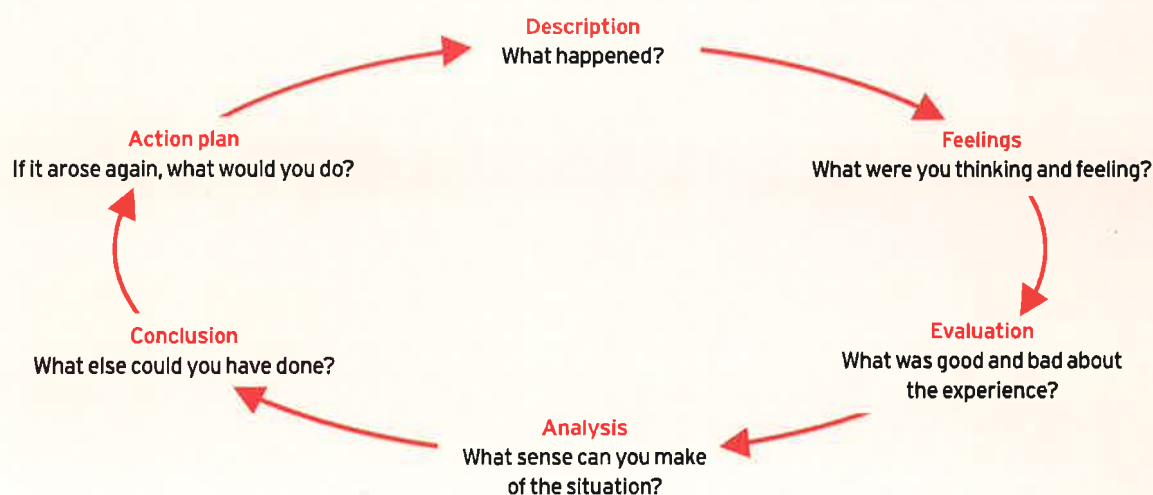 Description
What happened?
Feelings
What were you thinking and feeling?
Evaluation
What was good and bad about
the experience?
Analysis
What sense can you make
of the situation?
Conclusion
What else could you have done?
Action plan
If it arose again, what would you do?